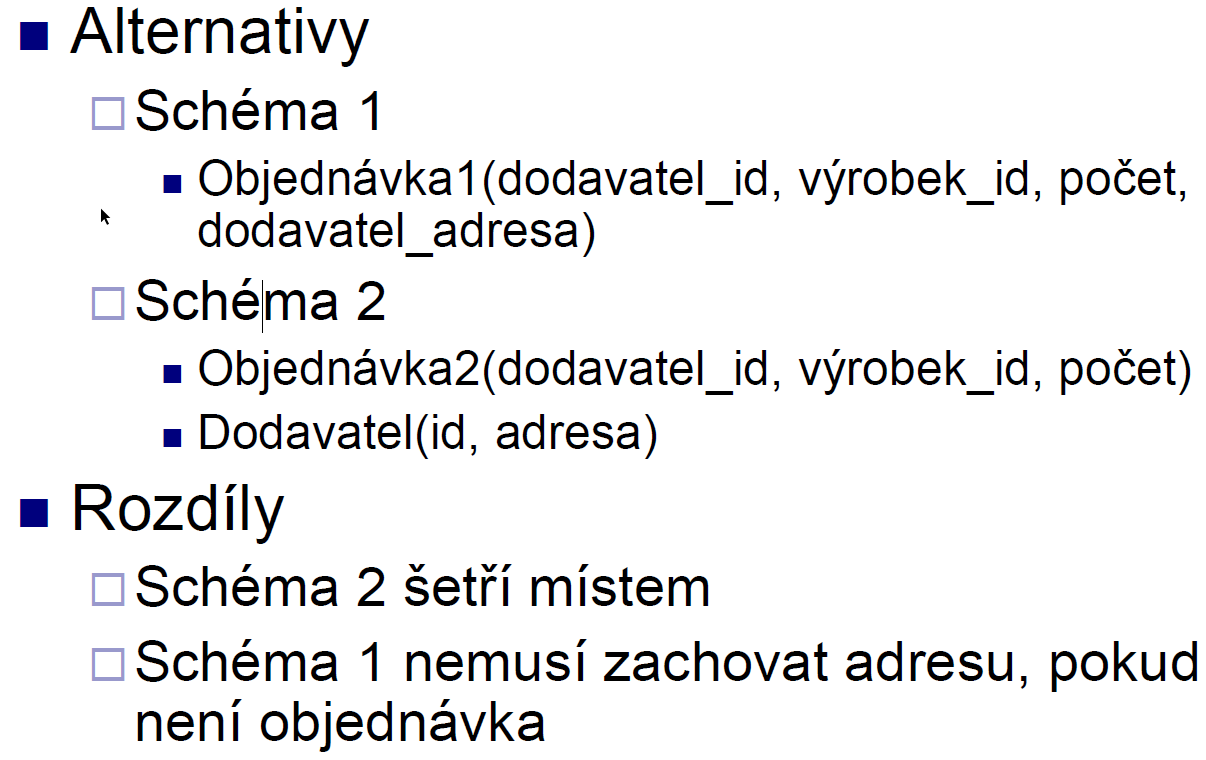 Alternativy
Schéma 1
Objednávka1(dodavatel_id, výrobek_id, počet,
dodavatel_adresa)
Schéma 2
Objednávka2(dodavatel_id, výrobek_id, počet)
Dodavatel(id, adresa)
Rozdíly
Schéma 2 šetří místem
Schéma 1 nemusí zachovat adresu, pokud
není objednávka